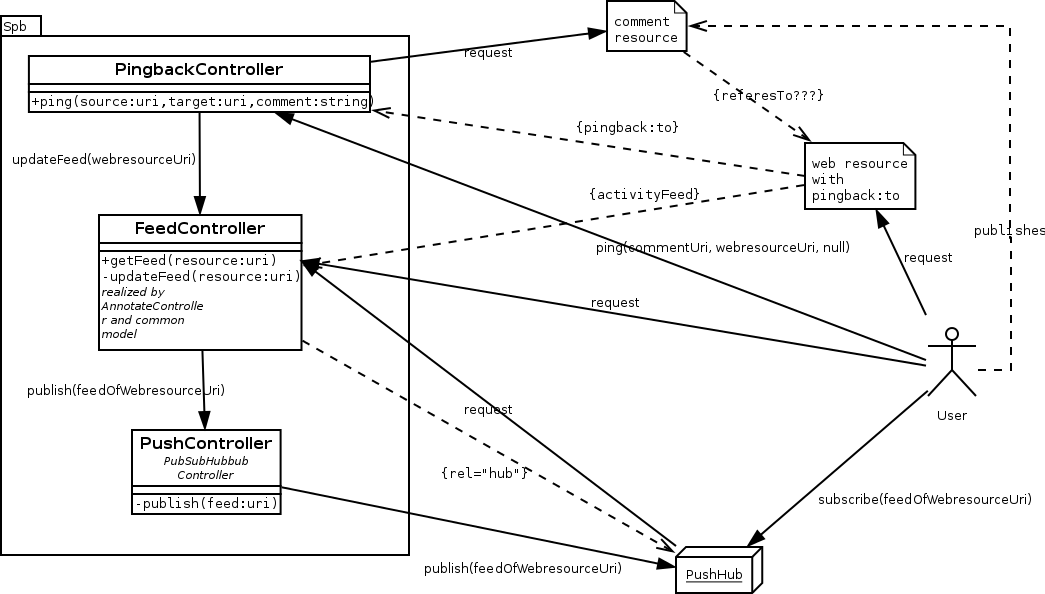 Spb
comment
resource
request
PingbackController
+ping(source:uri,target:uri,comment:string)
{referesTo???}
{pingback:to}
updateFeed(webresourceUri)
web resource
with
pingback:to
{activityFeed}
FeedController
publishes
ping(commentUri, webresourceUri, null)
+getFeed(resource:uri)
request
-updateFeed(resource:uri)
realized by
AnnotateControlle
r and common
model
request
publish(feedOfWebresourceUri)
request
User
PushController
PubSubHubbub
Controller
{rel="hub"}
-publish(feed:uri)
subscribe(feedOfWebresourceUri)
publish(feedOfWebresourceUri)
PushHub